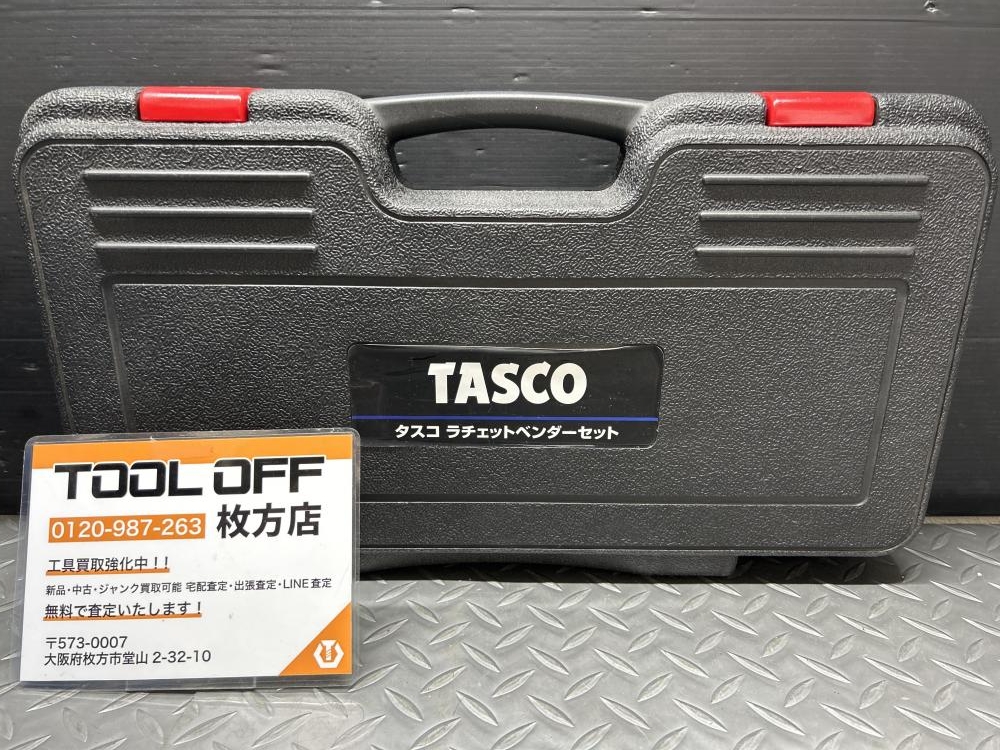 TASCO
タスコ ラチェットベンダーセット
TOOL OFF
0120-987-263 枚方店
工具買取強化中！！
新品・中古・ジャンク買取可能 宅配査定・出張査定・LINE査定
無料で査定いたします！
〒573-0007
大阪府枚方市堂山 2-32-10